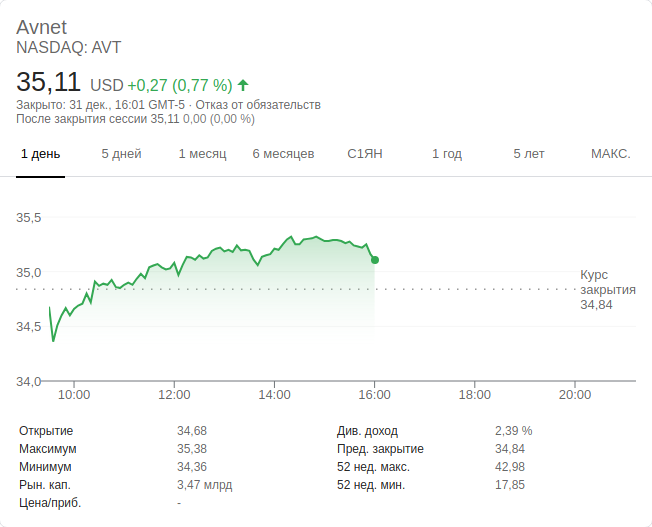 Avnet
NASDAQ: AVT
35,11 USD +0,27 (0,77 %)
Закрыто: 31 дек., 16:01 GMT-5 · Отказ от обязательств
После закрытия сессии 35,11 0,00 (0,00 %)
1 день 5 дней 1 месяц 6 месяцев С1ЯН 1 год 5 лет МАКС.
35,5
35,0
Курс
закрытия
34,84
34,5
34,0
10:00 12:00 14:00 16:00 18:00 20:00
Открытие 34,68 Див. доход 2,39 %
Максимум 35,38 Пред. закрытие 34,84
Минимум 34,36 52 нед. макс. 42,98
Рын. кап. 3,47 млрд 52 нед. мин. 17,85
Цена/приб. -